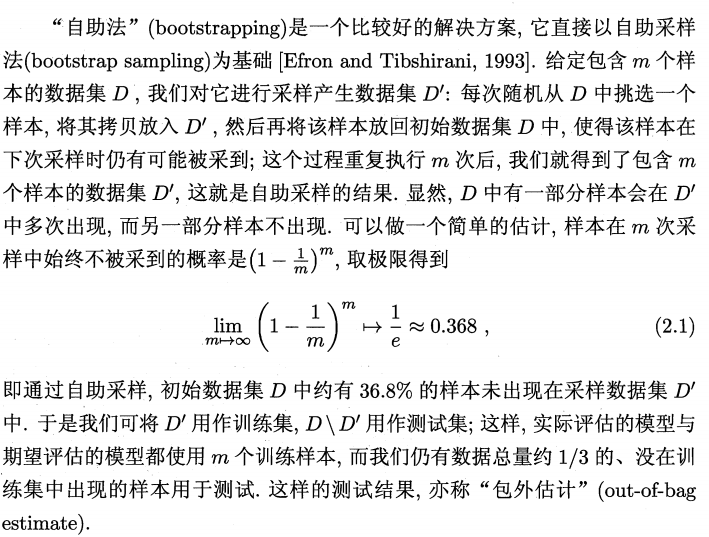 “自助法”(bootstrapping)是一个比较好的解决方案, 它直接以自助采样
法(bootstrap sampling)为基础 [Efron and Tibshirani, 1993]. 给定包含 m 个样
本的数据集 D , 我们对它进行采样产生数据集 D′: 每次随机从 D 中挑选一个
样本, 将其拷贝放入 D′ , 然后再将该样本放回初始数据集 D 中, 使得该样本在
下次采样时仍有可能被采到; 这个过程重复执行 m 次后, 我们就得到了包含 m
个样本的数据集 D′, 这就是自助采样的结果. 显然, D 中有一部分样本会在 D′
中多次出现, 而另一部分样本不出现. 可以做一个简单的估计, 样本在 m 次采
样中始终不被采到的概率是(1 − 1/m)^m, 取极限得到
lim_{m↦∞} (1 − 1/m)^m ↦ 1/e ≈ 0.368 , (2.1)
即通过自助采样, 初始数据集 D 中约有 36.8% 的样本未出现在采样数据集 D′
中. 于是我们可将 D′ 用作训练集, D \ D′ 用作测试集; 这样, 实际评估的模型与
期望评估的模型都使用 m 个训练样本, 而我们仍有数据总量约 1/3 的、没在训
练集中出现的样本用于测试. 这样的测试结果, 亦称“包外估计”(out-of-bag
estimate).